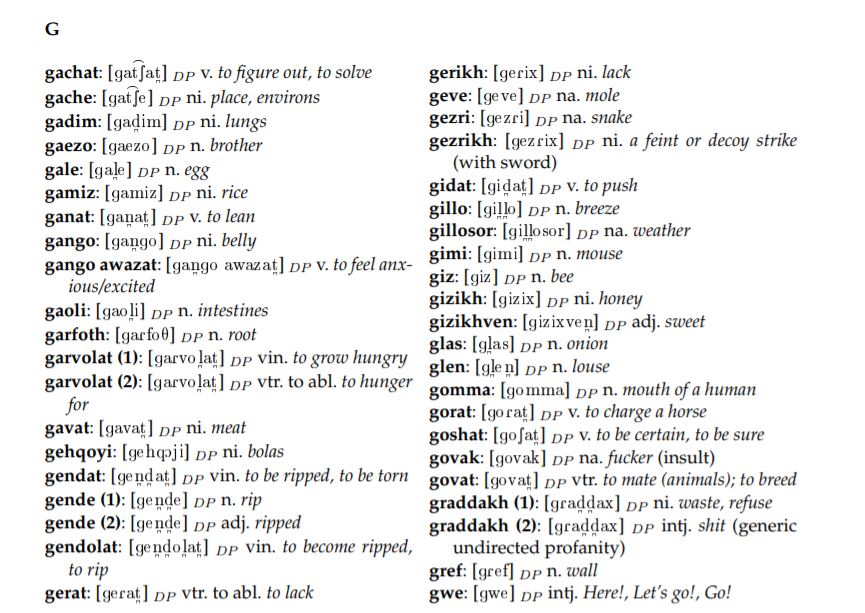 G
gachat: [gat͡ʃat̪] DP v. to figure out, to solve
gache: [gat͡ʃe] DP ni. place, environs
gadim: [gad̪im] DP ni. lungs
gaezo: [gaezo] DP n. brother
gale: [gal̪e] DP n. egg
gamiz: [gamiz] DP ni. rice
ganat: [gan̪at̪] DP v. to lean
gango: [gan̪go] DP ni. belly
gango awazat: [gan̪go awazat̪] DP v. to feel anx-
ious/excited
gaoli: [gaol̪i] DP n. intestines
garfoth: [garfoθ] DP n. root
garvolat (1): [garvol̪at̪] DP vin. to grow hungry
garvolat (2): [garvol̪at̪] DP vtr. to abl. to hunger
for
gavat: [gavat̪] DP ni. meat
gehqoyi: [gehqɔji] DP ni. bolas
gendat: [gen̪d̪at̪] DP vin. to be ripped, to be torn
gende (1): [gen̪d̪e] DP n. rip
gende (2): [gen̪d̪e] DP adj. ripped
gendolat: [gen̪d̪ol̪at̪] DP vin. to become ripped,
to rip
gerat: [gerat̪] DP vtr. to abl. to lack
gerikh: [gerix] DP ni. lack
geve: [geve] DP na. mole
gezri: [gezri] DP na. snake
gezrikh: [gezrix] DP ni. a feint or decoy strike
(with sword)
gidat: [gid̪at̪] DP v. to push
gillo: [gil̪l̪o] DP n. breeze
gillosor: [gil̪l̪osor] DP na. weather
gimi: [gimi] DP n. mouse
giz: [giz] DP n. bee
gizikh: [gizix] DP ni. honey
gizikhven: [gizixven̪] DP adj. sweet
glas: [gl̪as] DP n. onion
glen: [gl̪en̪] DP n. louse
gomma: [gomma] DP n. mouth of a human
gorat: [gorat̪] DP v. to charge a horse
goshat: [goʃat̪] DP v. to be certain, to be sure
govak: [govak] DP na. fucker (insult)
govat: [govat̪] DP vtr. to mate (animals); to breed
graddakh (1): [grad̪d̪ax] DP ni. waste, refuse
graddakh (2): [grad̪d̪ax] DP intj. shit (generic
undirected profanity)
gref: [gref] DP n. wall
gwe: [gwe] DP intj. Here!, Let's go!, Go!